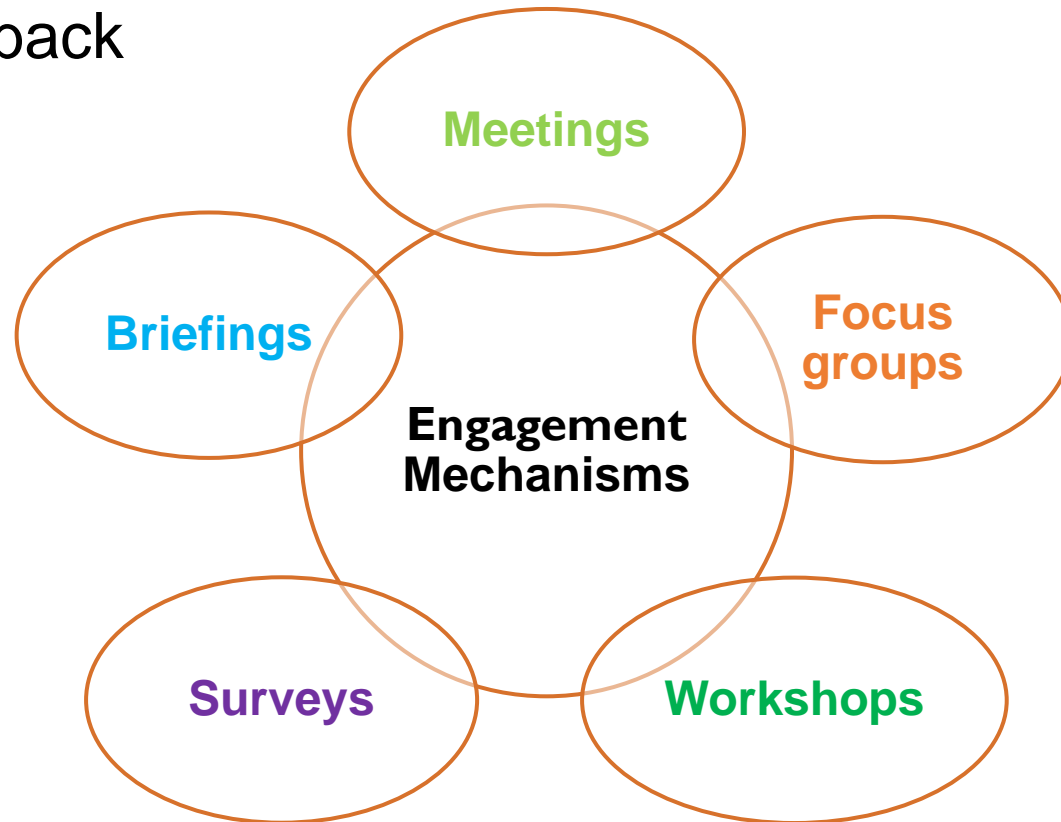 back
Meetings
Briefings
Focus
groups
Engagement
Mechanisms
Surveys
Workshops